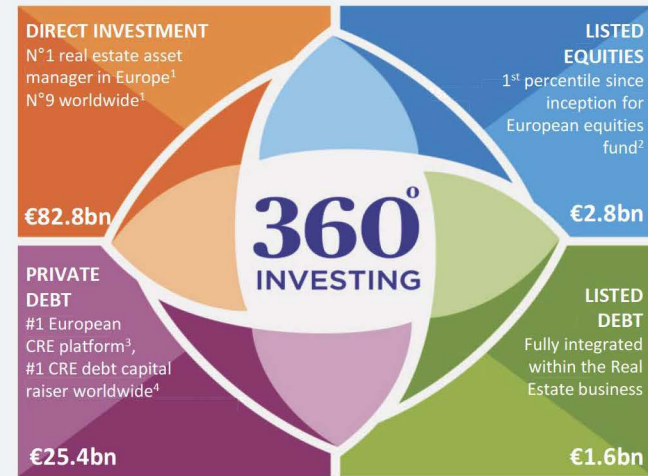 DIRECT INVESTMENT
N°1 real estate asset
manager in Europe¹
N°9 worldwide¹
€82.8bn
LISTED
EQUITIES
1st percentile since
inception for
European equities
fund²
€2.8bn
360°
INVESTING
PRIVATE
DEBT
#1 European
CRE platform³,
#1 CRE debt capital
raiser worldwide⁴
€25.4bn
LISTED
DEBT
Fully integrated
within the Real
Estate business
€1.6bn